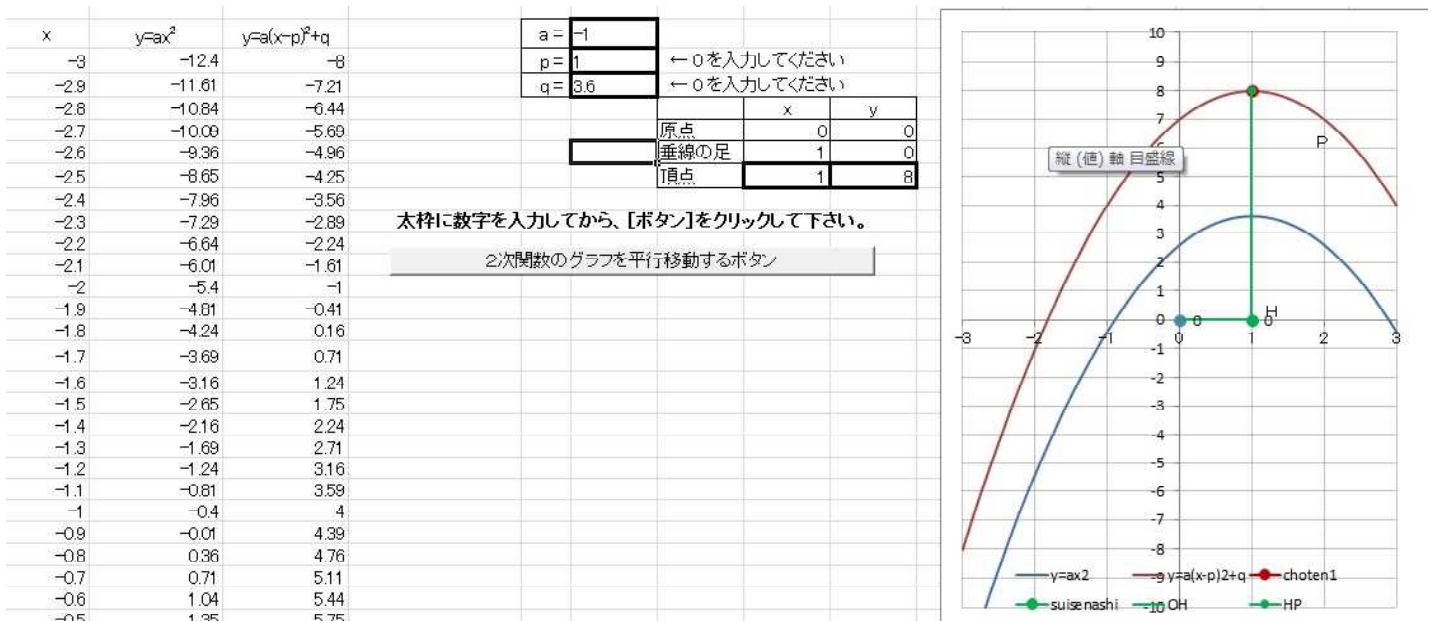 x y=ax² y=a(x-p)²+q
-3 -12.4 -8
-2.9 -11.61 -7.21
-2.8 -10.84 -6.44
-2.7 -10.09 -5.69
-2.6 -9.36 -4.96
-2.5 -8.65 -4.25
-2.4 -7.96 -3.56
-2.3 -7.29 -2.89
-2.2 -6.64 -2.24
-2.1 -6.01 -1.61
-2 -5.4 -1
-1.9 -4.81 -0.41
-1.8 -4.24 0.16
-1.7 -3.69 0.71
-1.6 -3.16 1.24
-1.5 -2.65 1.75
-1.4 -2.16 2.24
-1.3 -1.69 2.71
-1.2 -1.24 3.16
-1.1 -0.81 3.59
-1 -0.4 4
-0.9 -0.01 4.39
-0.8 0.36 4.76
-0.7 0.71 5.11
-0.6 1.04 5.44
-0.5 1.35 5.75
a = -1
p = 1 ←0を入力してください
q = 3.6 ←0を入力してください
x y
原点 0 0
垂線の足 1 0
頂点 1 8
太枠に数字を入力してから、[ボタン]をクリックして下さい。
2次関数のグラフを平行移動するボタン
10
9
8
7
P
縦 (値) 軸 目盛線
5
4
3
2
1
H
0 0 0
-3 -2 -1 0 1 2 3
-1
-2
-3
-4
-5
-6
-7
-8
-9
-10
y=ax2 y=a(x-p)2+q choten1
suisenashi OH HP